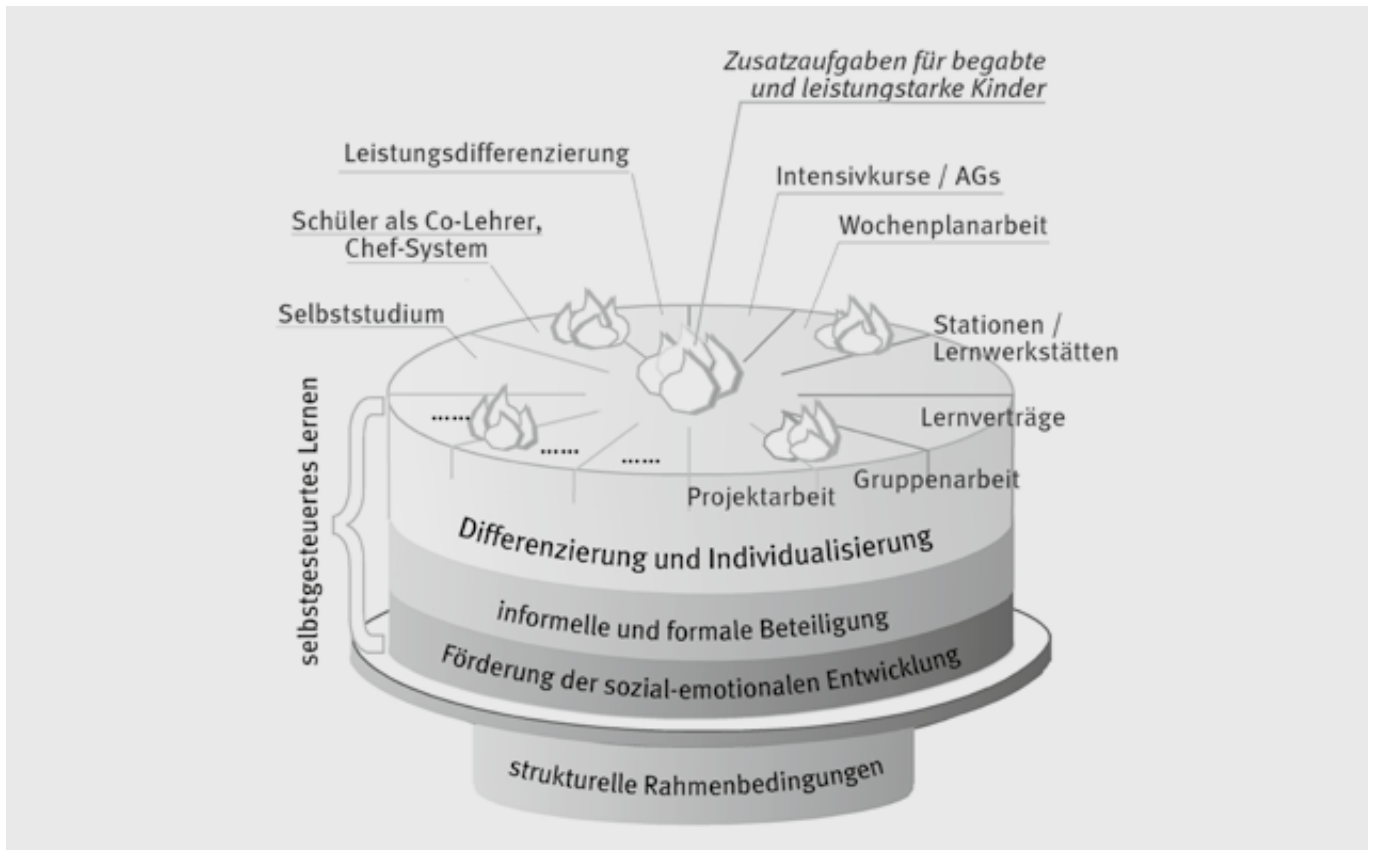 Zusatzaufgaben für begabte
und leistungstarke Kinder
Leistungsdifferenzierung
Intensivkurse / AGs
Schüler als Co-Lehrer,
Chef-System
Wochenplanarbeit
Selbststudium
Stationen /
Lernwerkstätten
selbstgesteuertes Lernen
......
Lernverträge
......
......
Gruppenarbeit
Projektarbeit
Differenzierung und Individualisierung
informelle und formale Beteiligung
Förderung der sozial-emotionalen Entwicklung
strukturelle Rahmenbedingungen